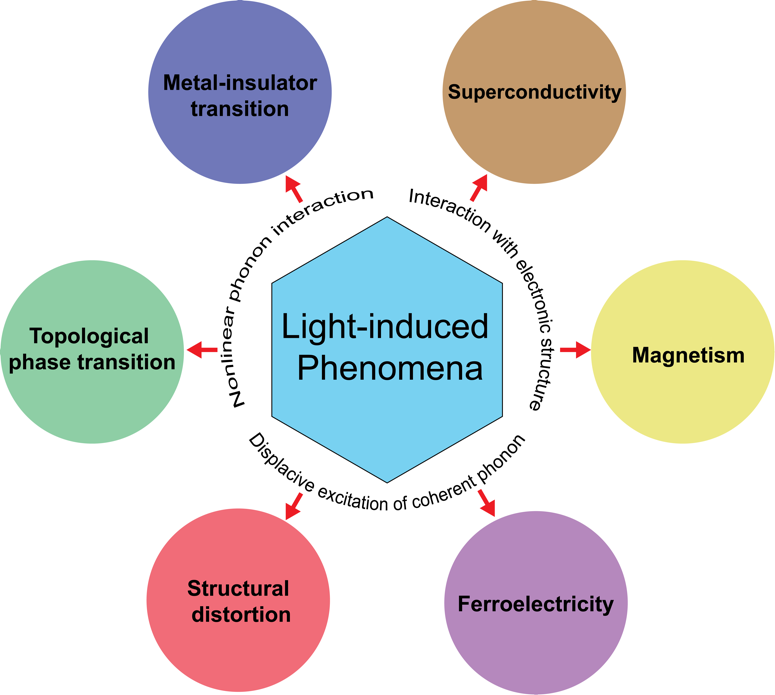 Metal-insulator
transition
Superconductivity
Nonlinear phonon interaction
Interaction with electronic structure
Light-induced
Phenomena
Topological
phase transition
Magnetism
Displacive excitation of coherent phonon
Structural
distortion
Ferroelectricity